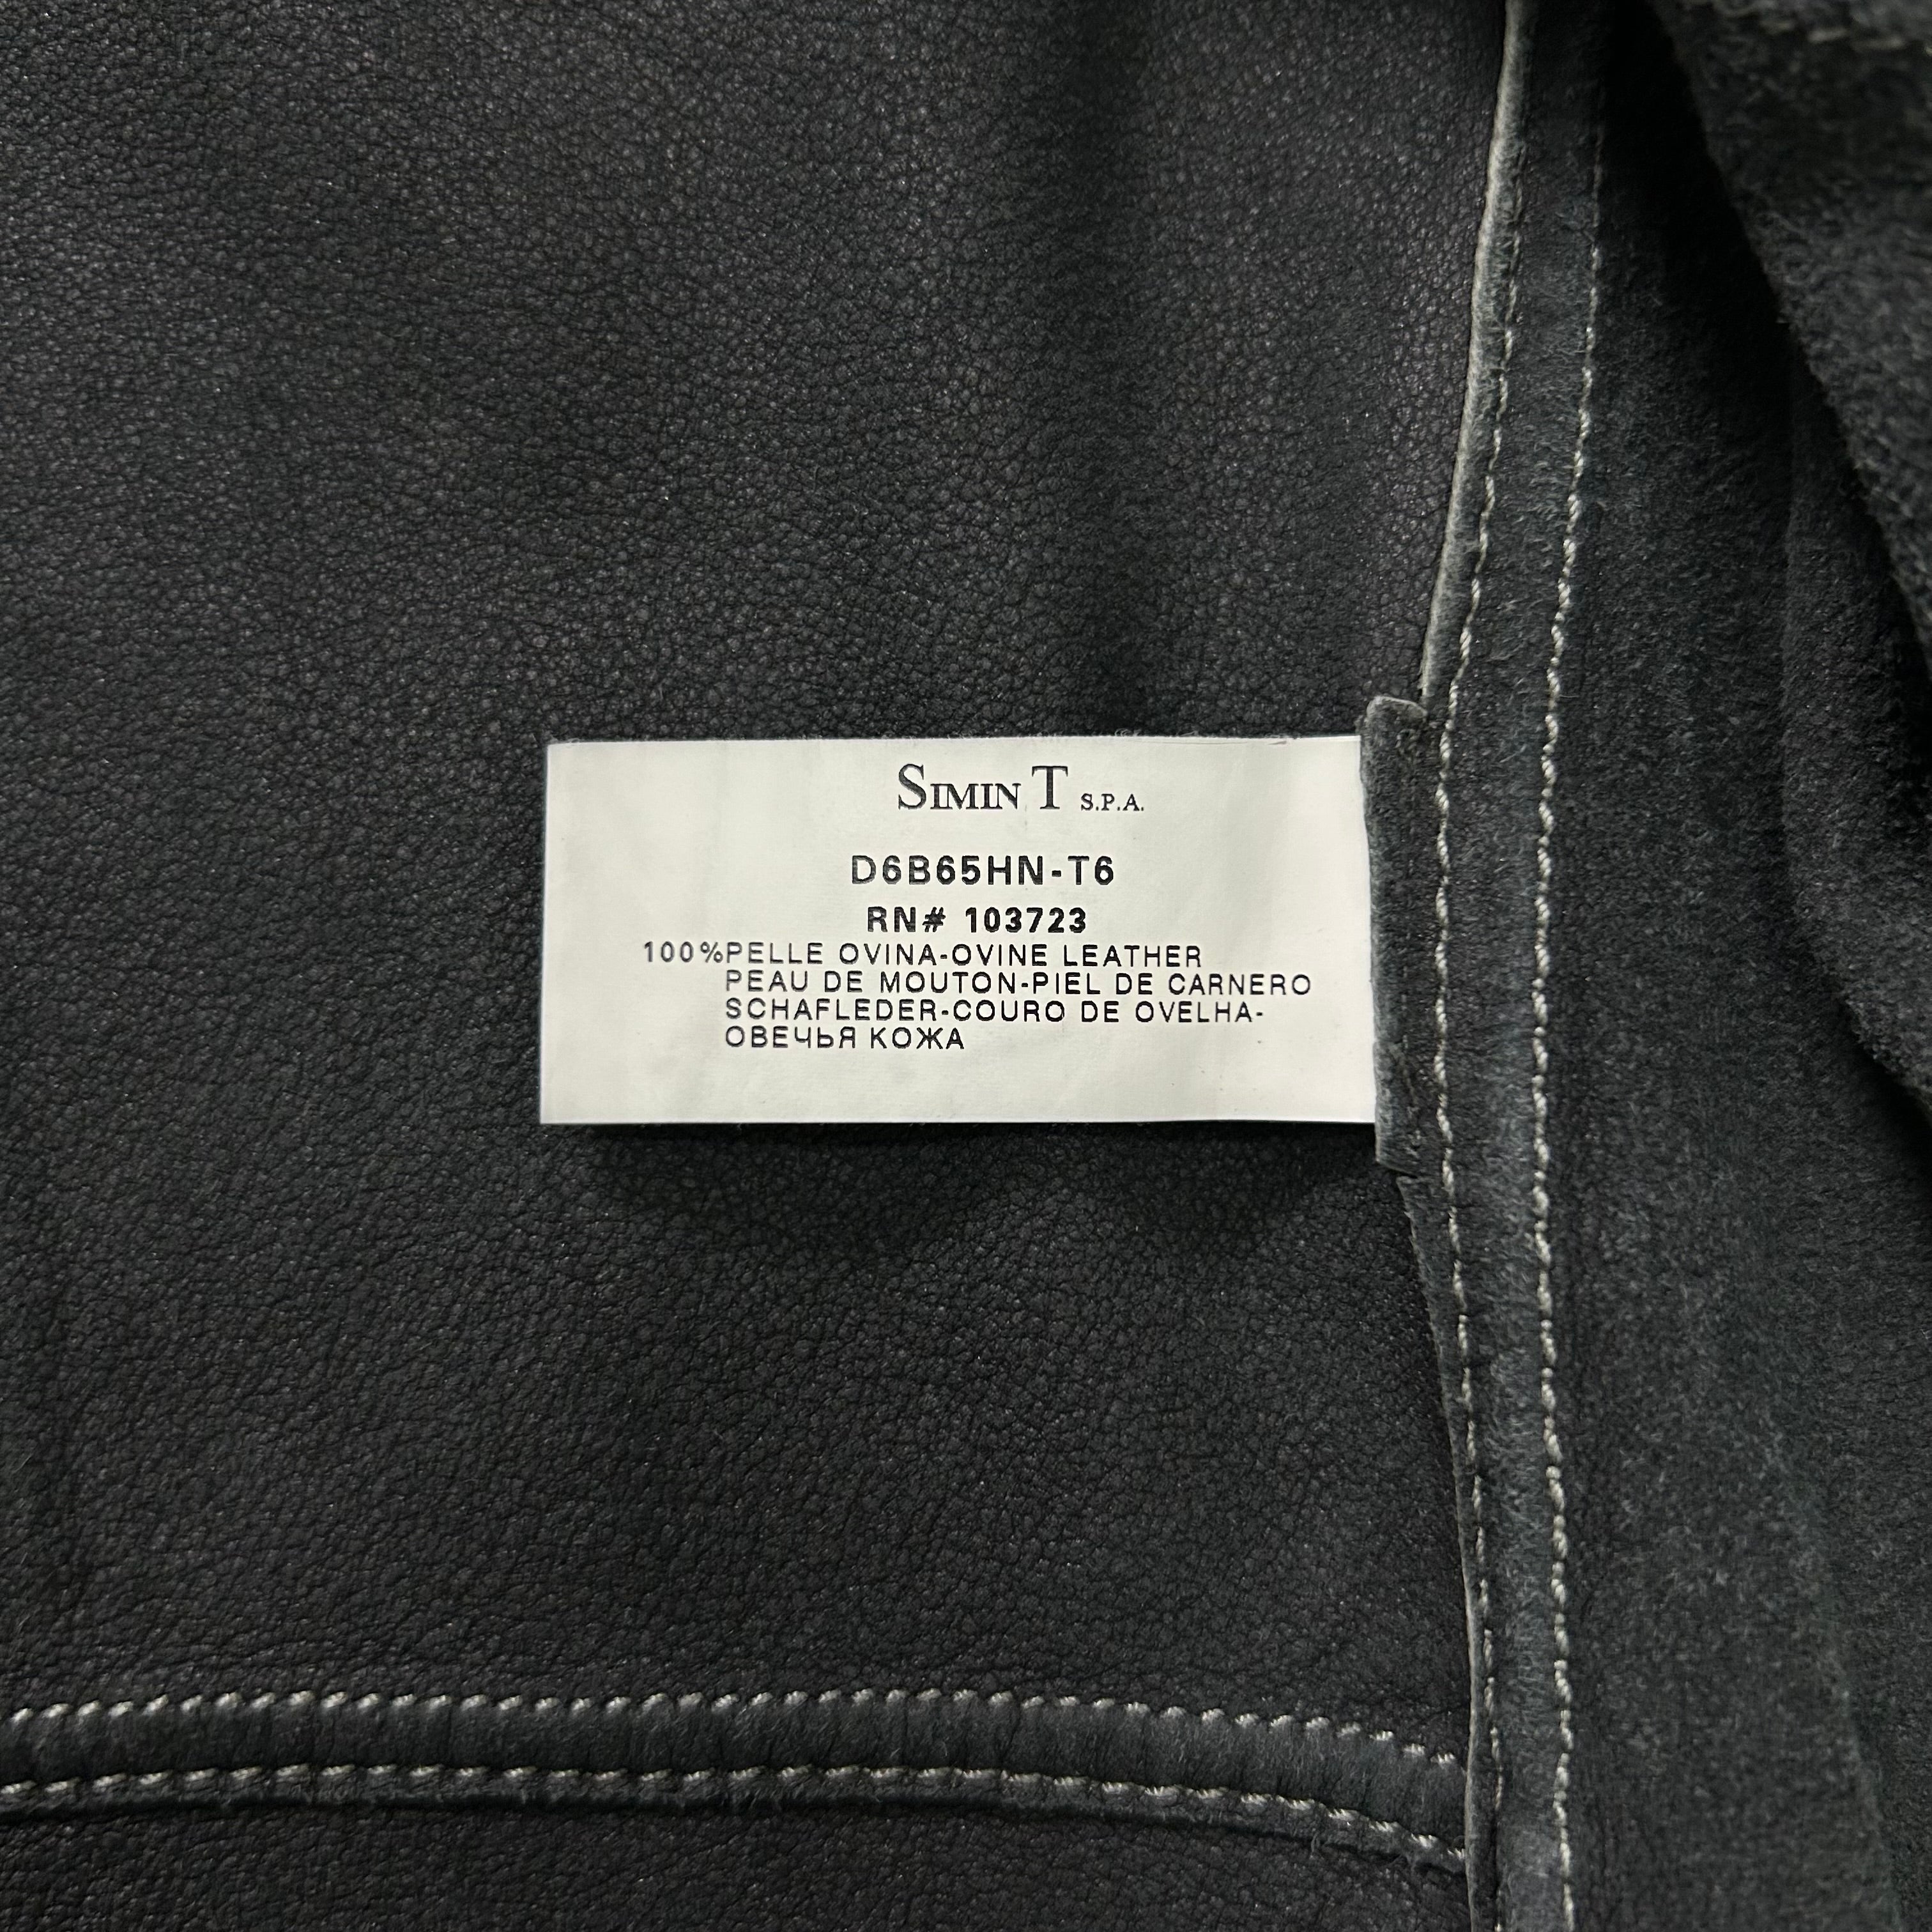 SIMIN T S.P.A.
D6B65HN-T6
RN# 103723
100%PELLE OVINA-OVINE LEATHER
PEAU DE MOUTON-PIEL DE CARNERO
SCHAFLEDER-COURO DE OVELHA-
ОВЕЧЬЯ КОЖА